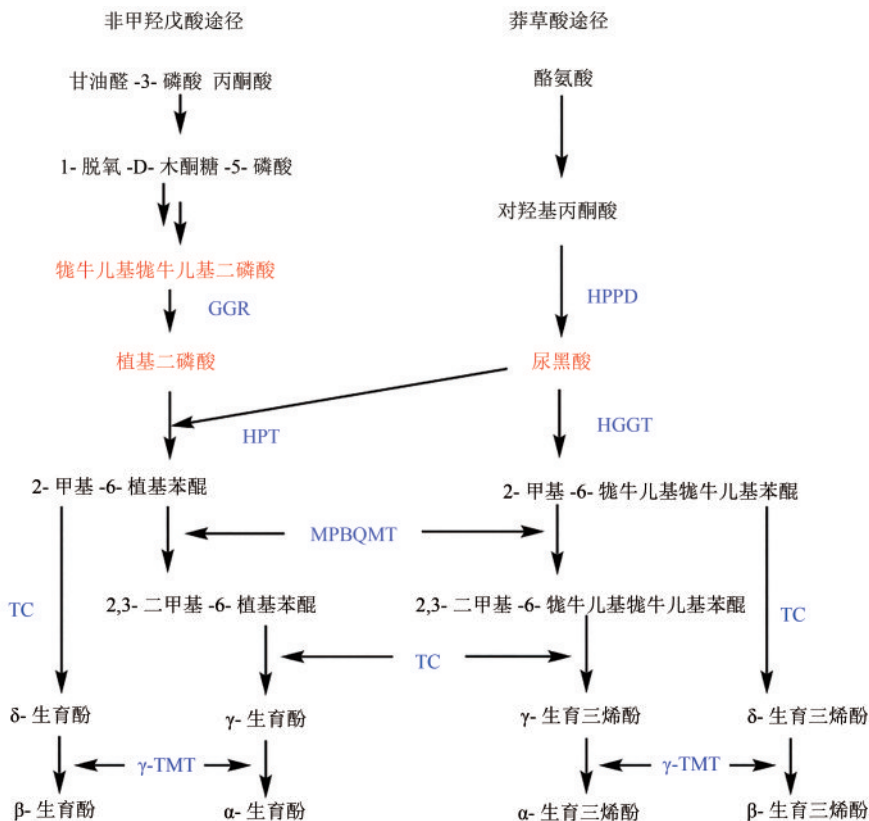 非甲羟戊酸途径 莽草酸途径
甘油醛 -3- 磷酸 丙酮酸 酪氨酸
1- 脱氧 -D- 木酮糖 -5- 磷酸
对羟基丙酮酸
牻牛儿基牻牛儿基二磷酸
GGR HPPD
植基二磷酸 尿黑酸
HPT HGGT
2- 甲基 -6- 植基苯醌 2- 甲基 -6- 牻牛儿基牻牛儿基苯醌
MPBQMT
TC 2,3- 二甲基 -6- 植基苯醌 2,3- 二甲基 -6- 牻牛儿基牻牛儿基苯醌 TC
TC
δ- 生育酚 γ- 生育酚 γ- 生育三烯酚 δ- 生育三烯酚
γ-TMT γ-TMT
β- 生育酚 α- 生育酚 α- 生育三烯酚 β- 生育三烯酚